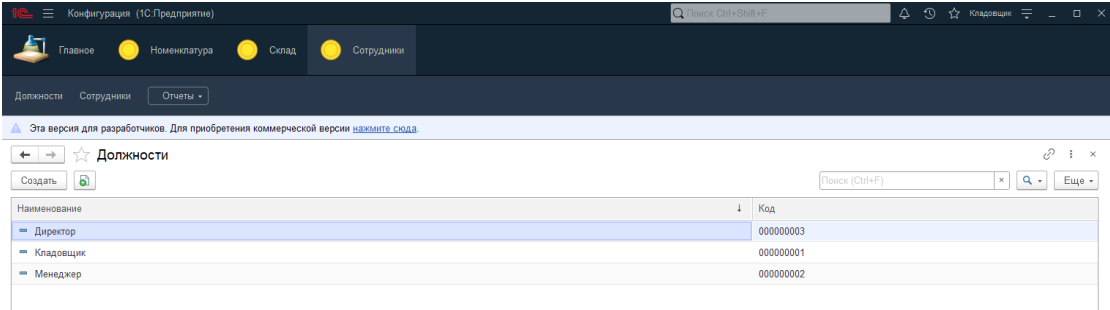 1С Конфигурация (1С:Предприятие) Поиск Ctrl+Shift+F Кладовщик
Главное Номенклатура Склад Сотрудники
Должности Сотрудники Отчеты
Эта версия для разработчиков. Для приобретения коммерческой версии нажмите сюда.
Должности
Создать Поиск (Ctrl+F) × Еще
Наименование ↓ Код
Директор 000000003
Кладовщик 000000001
Менеджер 000000002